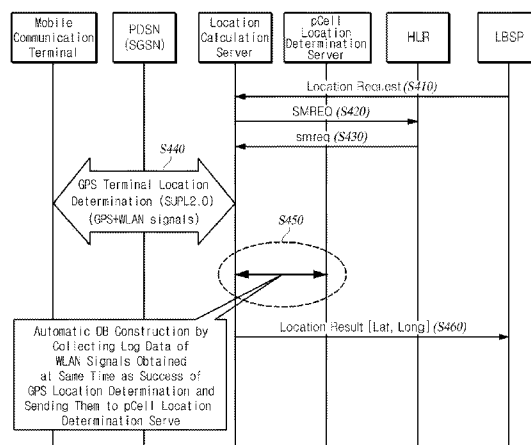 Mobile
Communication
Terminal
PDSN
(SGSN)
Location
Calculation
Server
pCell
Location
Determination
Server
HLR
LBSP
Location Request (S410)
SMREQ (S420)
smreq (S430)
S440
GPS Terminal Location
Determination (SUPL2.0)
(GPS+WLAN signals)
S450
Automatic DB Construction by
Collecting Log Data of
WLAN Signals Obtained
at Same Time as Success of
GPS Location Determination and
Sending Them to pCell Location
Determination Serve
Location Result [Lat, Long] (S460)